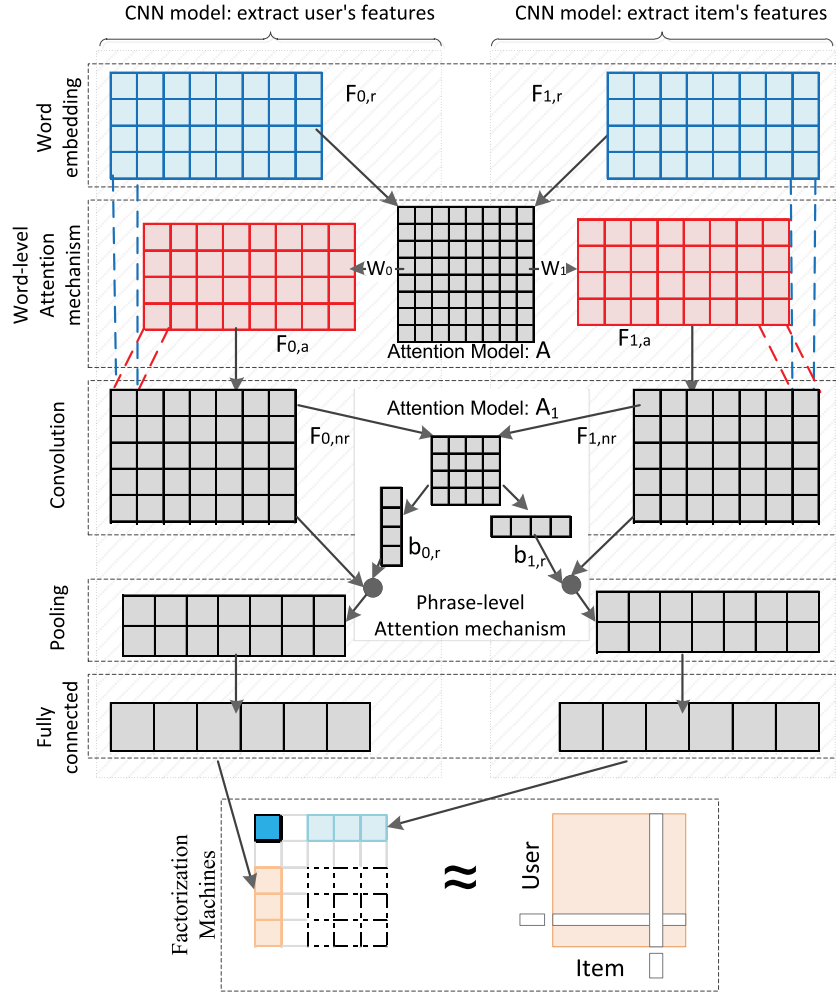 CNN model: extract user's features
CNN model: extract item's features
Word
embedding
F0,r
F1,r
Word-level
Attention
mechanism
W0
W1
F0,a
Attention Model: A
F1,a
Convolution
Attention Model: A1
F0,nr
F1,nr
b0,r
b1,r
Pooling
Phrase-level
Attention mechanism
Fully
connected
Factorization
Machines
≈
User
Item